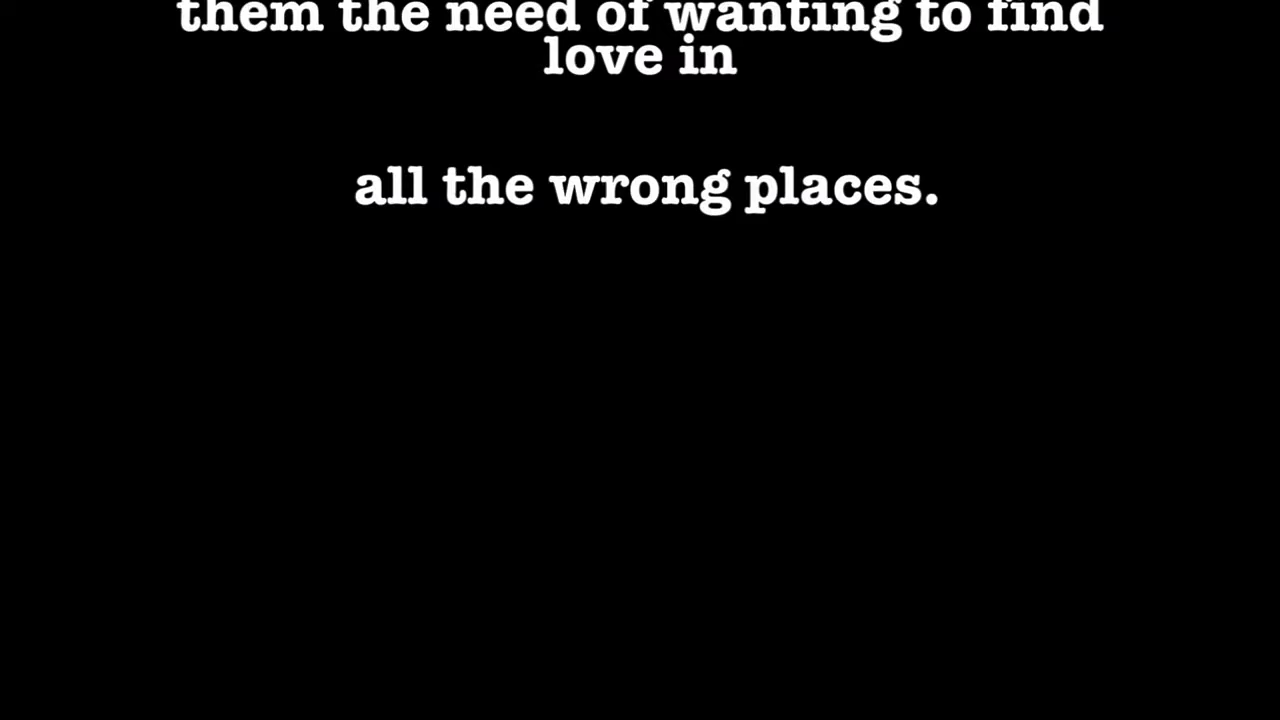 them the need of wanting to find
love in
all the wrong places.